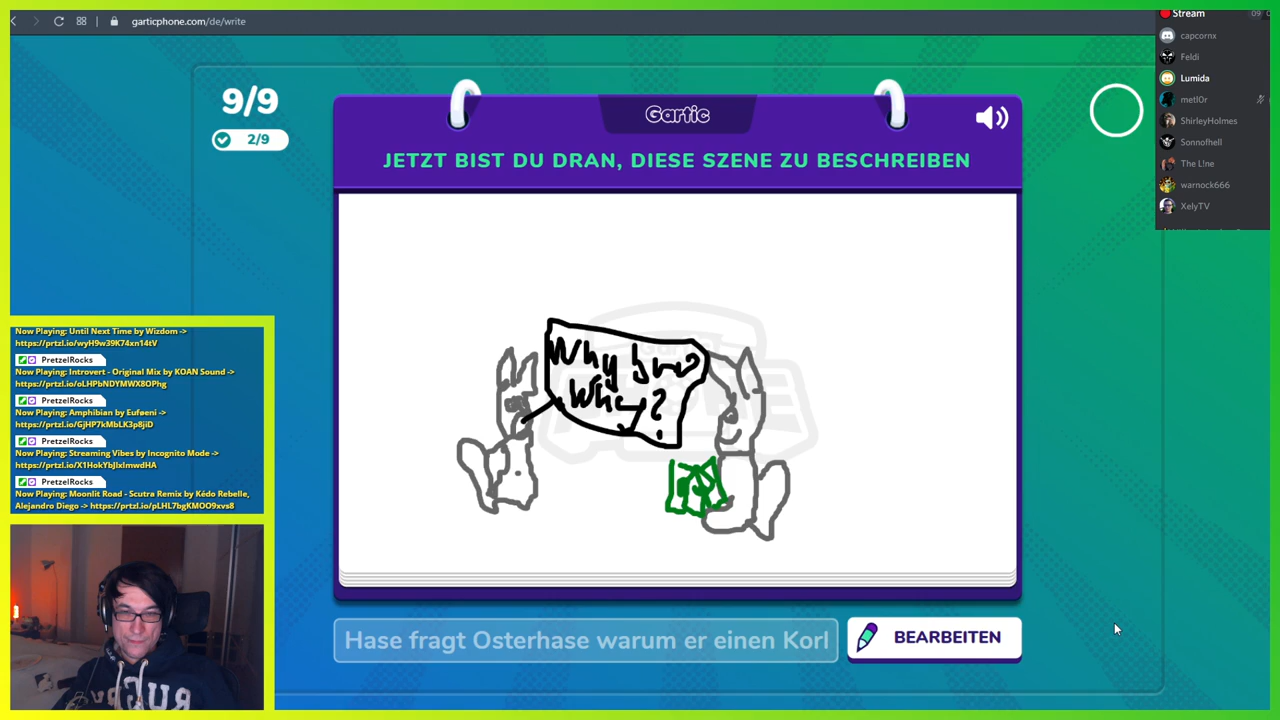 garticphone.com/de/write
9/9
2/9
Gartic
JETZT BIST DU DRAN, DIESE SZENE ZU BESCHREIBEN
Why
Why?
Hase fragt Osterhase warum er einen Korl
BEARBEITEN
Stream
09
capcornx
Feldi
Lumida
metl0r
ShirleyHolmes
Sonnofhell
The L!ne
warnock666
XelyTV
Now Playing: Until Next Time by Wizdom ->
https://prtzl.io/wyH9w39K74xn14tV
PretzelRocks
Now Playing: Introvert - Original Mix by KOAN Sound ->
https://prtzl.io/oLHPbNDYMWX8OPhg
PretzelRocks
Now Playing: Amphibian by Euføeni ->
https://prtzl.io/GjHP7kMbLK3p8jiD
PretzelRocks
Now Playing: Streaming Vibes by Incognito Mode ->
https://prtzl.io/X1HokYbJlxlmwdHA
PretzelRocks
Now Playing: Moonlit Road - Scutra Remix by Kédo Rebelle,
Alejandro Diego -> https://prtzl.io/pLHL7bgKMOO9xvs8